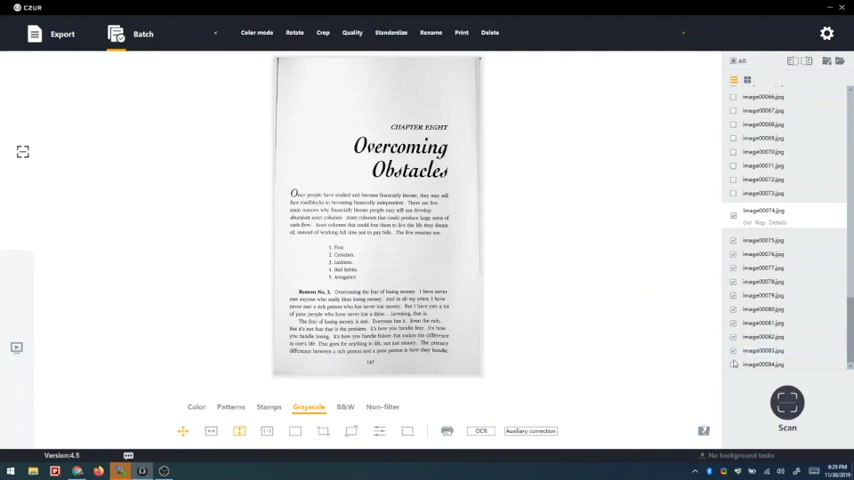 CZUR
Export
Batch
<
Color mode
Rotate
Crop
Quality
Standardize
Rename
Print
Delete
>
All
image00066.jpg
image00067.jpg
image00068.jpg
image00069.jpg
image00070.jpg
image00071.jpg
image00072.jpg
image00073.jpg
image00074.jpg
Del Rep Details
image00075.jpg
image00076.jpg
image00077.jpg
image00078.jpg
image00079.jpg
image00080.jpg
image00081.jpg
image00082.jpg
image00083.jpg
image00084.jpg
CHAPTER EIGHT
Overcoming
Obstacles
Once people have studied and become financially literate, they may still
face roadblocks to becoming financially independent. There are five
main reasons why financially literate people may still not develop
abundant asset columns. Asset columns that could produce large sums of
cash flow. Asset columns that could free them to live the life they dream
of, instead of working full time just to pay bills. The five reasons are:
1. Fear.
2. Cynicism.
3. Laziness.
4. Bad habits.
5. Arrogance.
Reason No. 1. Overcoming the fear of losing money. I have never
met anyone who really likes losing money. And in all my years, I have
never met a rich person who has never lost money. But I have met a lot
of poor people who have never lost a dime... investing, that is.
The fear of losing money is real. Everyone has it. Even the rich.
But it's not fear that is the problem. It's how you handle fear. It's how
you handle losing. It's how you handle failure that makes the difference
in one's life. That goes for anything in life, not just money. The primary
difference between a rich person and a poor person is how they handle
147
Color
Patterns
Stamps
Grayscale
B&W
Non-filter
OCR
Auxiliary correction
?
Scan
Version:4.5
No background tasks
6:29 PM
11/30/2019